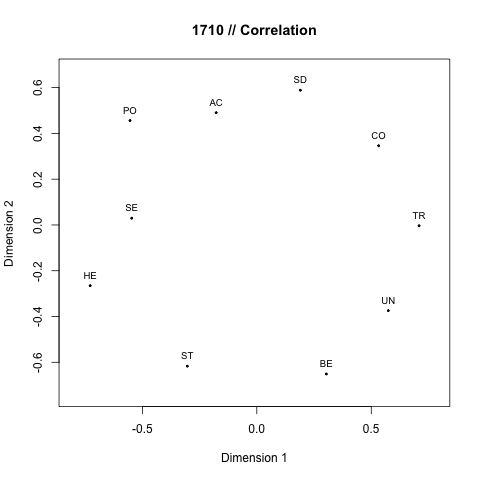 1710 // Correlation
SD
AC
PO
CO
SE
TR
HE
UN
ST
BE
0.6
0.4
0.2
0.0
-0.2
-0.4
-0.6
Dimension 2
-0.5
0.0
0.5
Dimension 1